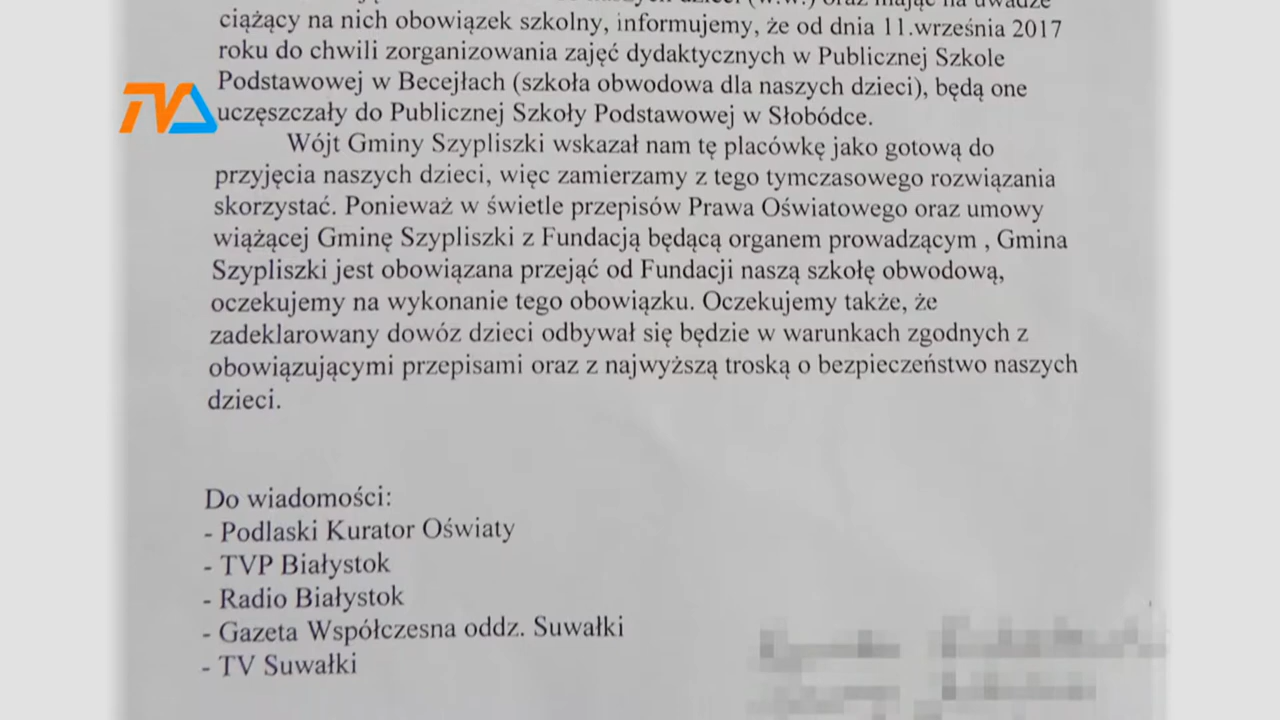 ciążący na nich obowiązek szkolny, informujemy, że od dnia 11.września 2017
roku do chwili zorganizowania zajęć dydaktycznych w Publicznej Szkole
Podstawowej w Becejłach (szkoła obwodowa dla naszych dzieci), będą one
uczęszczały do Publicznej Szkoły Podstawowej w Słobódce.
Wójt Gminy Szypliszki wskazał nam tę placówkę jako gotową do
przyjęcia naszych dzieci, więc zamierzamy z tego tymczasowego rozwiązania
skorzystać. Ponieważ w świetle przepisów Prawa Oświatowego oraz umowy
wiążącej Gminę Szypliszki z Fundacją będącą organem prowadzącym , Gmina
Szypliszki jest obowiązana przejąć od Fundacji naszą szkołę obwodową,
oczekujemy na wykonanie tego obowiązku. Oczekujemy także, że
zadeklarowany dowóz dzieci odbywał się będzie w warunkach zgodnych z
obowiązującymi przepisami oraz z najwyższą troską o bezpieczeństwo naszych
dzieci.
Do wiadomości:
- Podlaski Kurator Oświaty
- TVP Białystok
- Radio Białystok
- Gazeta Współczesna oddz. Suwałki
- TV Suwałki